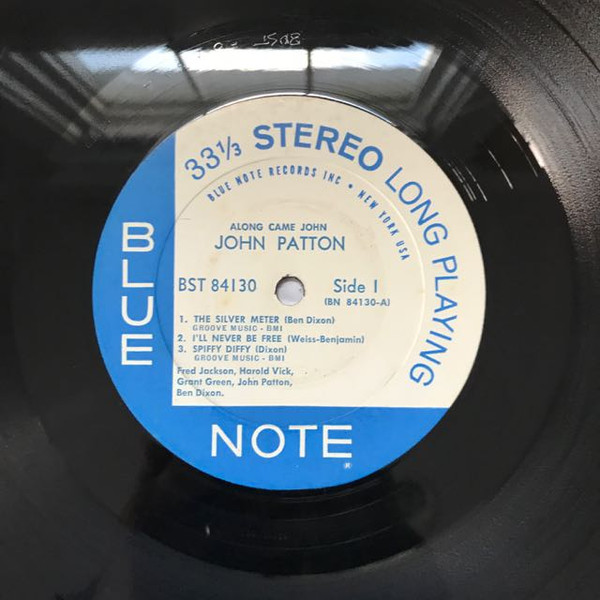 33⅓ STEREO LONG PLAYING
BLUE NOTE RECORDS INC • NEW YORK USA
ALONG CAME JOHN
JOHN PATTON
BST 84130 Side 1
(BN 84130-A)
1. THE SILVER METER (Ben Dixon)
GROOVE MUSIC - BMI
2. I'LL NEVER BE FREE (Weiss-Benjamin)
3. SPIFFY DIFFY (Dixon)
GROOVE MUSIC - BMI
Fred Jackson, Harold Vick,
Grant Green, John Patton,
Ben Dixon.
BLUE
NOTE
®